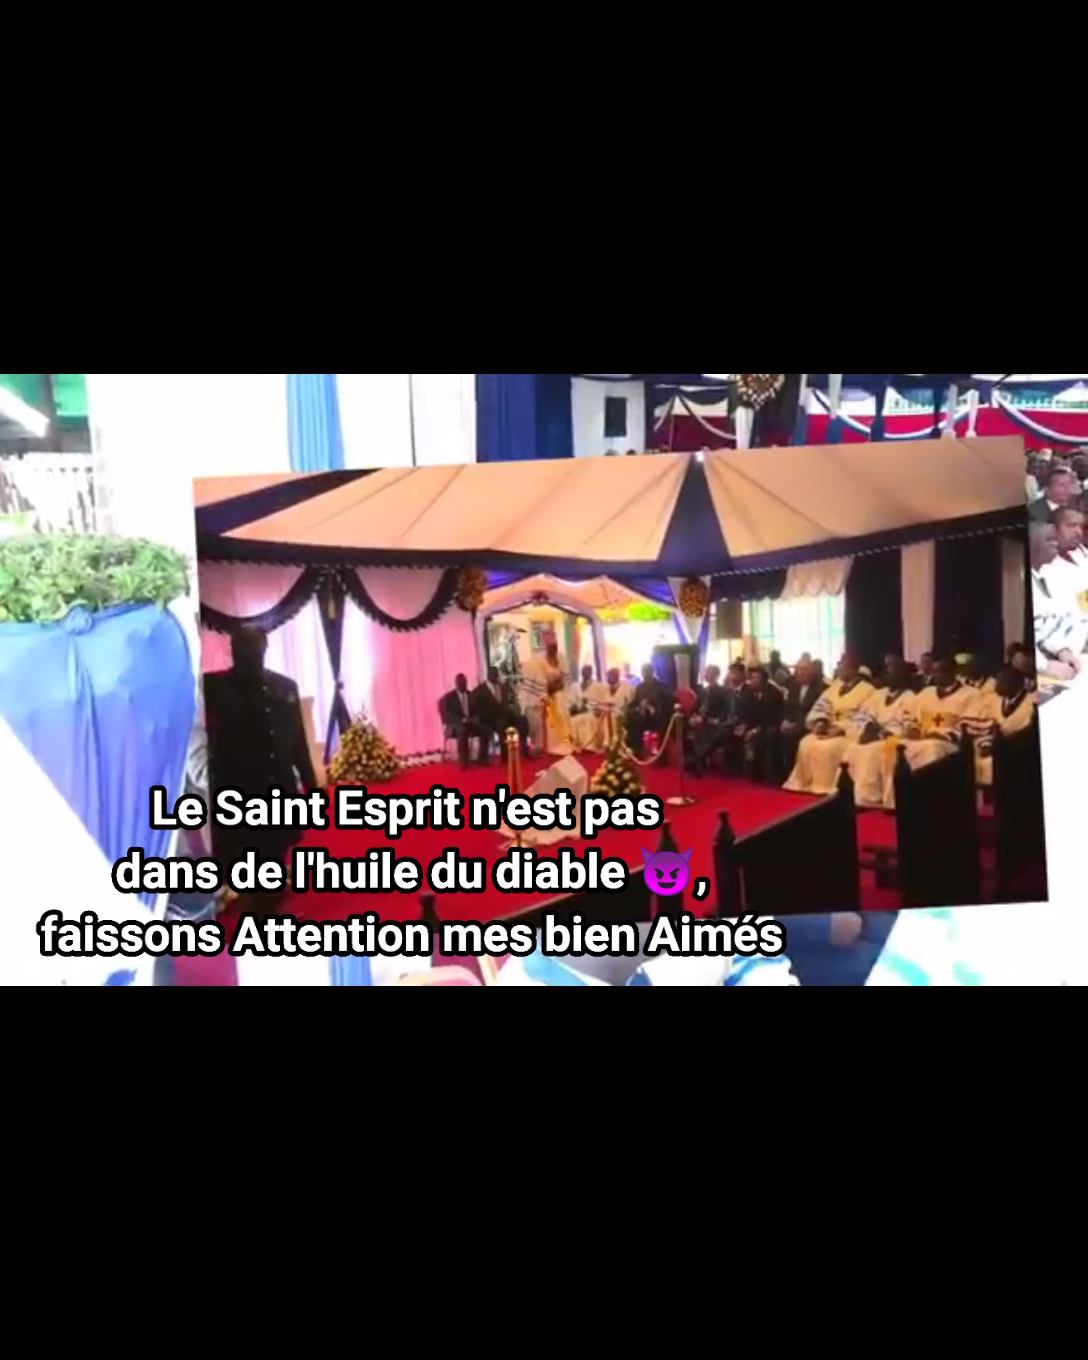 Le Saint Esprit n'est pas
dans de l'huile du diable 😈,
faissons Attention mes bien Aimés